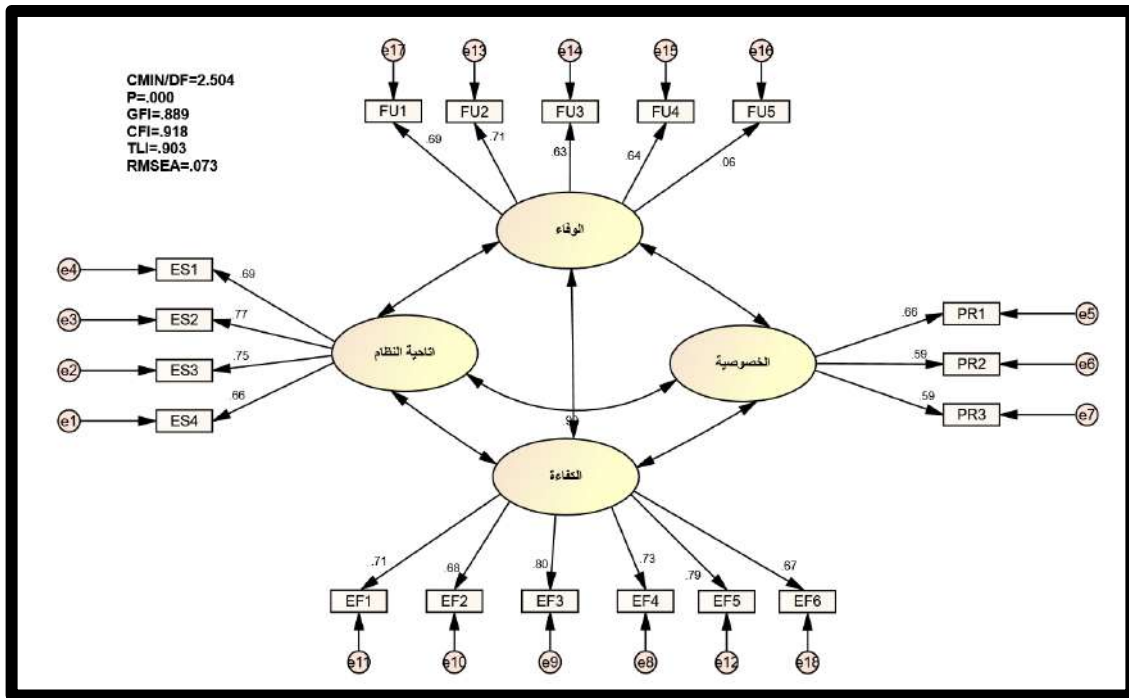 e17 e13 e14 e15 e16
CMIN/DF=2.504
P=.000
GFI=.889
CFI=.918
TLI=.903
RMSEA=.073
FU1 FU2 FU3 FU4 FU5
.69 .71 .63 .64 .06
الوفاء
e4 ES1 .69
e3 ES2 .77
e2 ES3 .75
e1 ES4 .66
اتاحية النظام
الخصوصية
.66 PR1 e5
.59 PR2 e6
.59 PR3 e7
الكفاءة
.71 .68 .80 .73 .79 .67
EF1 EF2 EF3 EF4 EF5 EF6
e11 e10 e9 e8 e12 e18